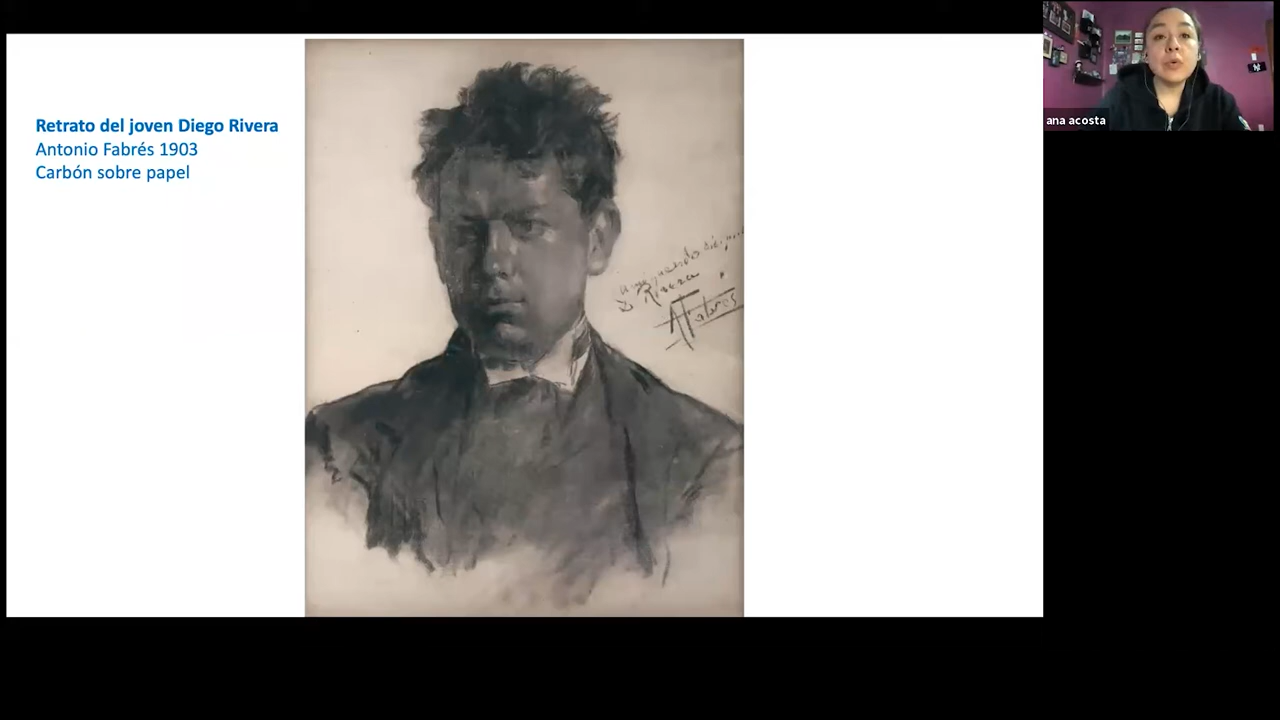 Retrato del joven Diego Rivera
Antonio Fabrés 1903
Carbón sobre papel
D Rivera
A Fabrés
ana acosta